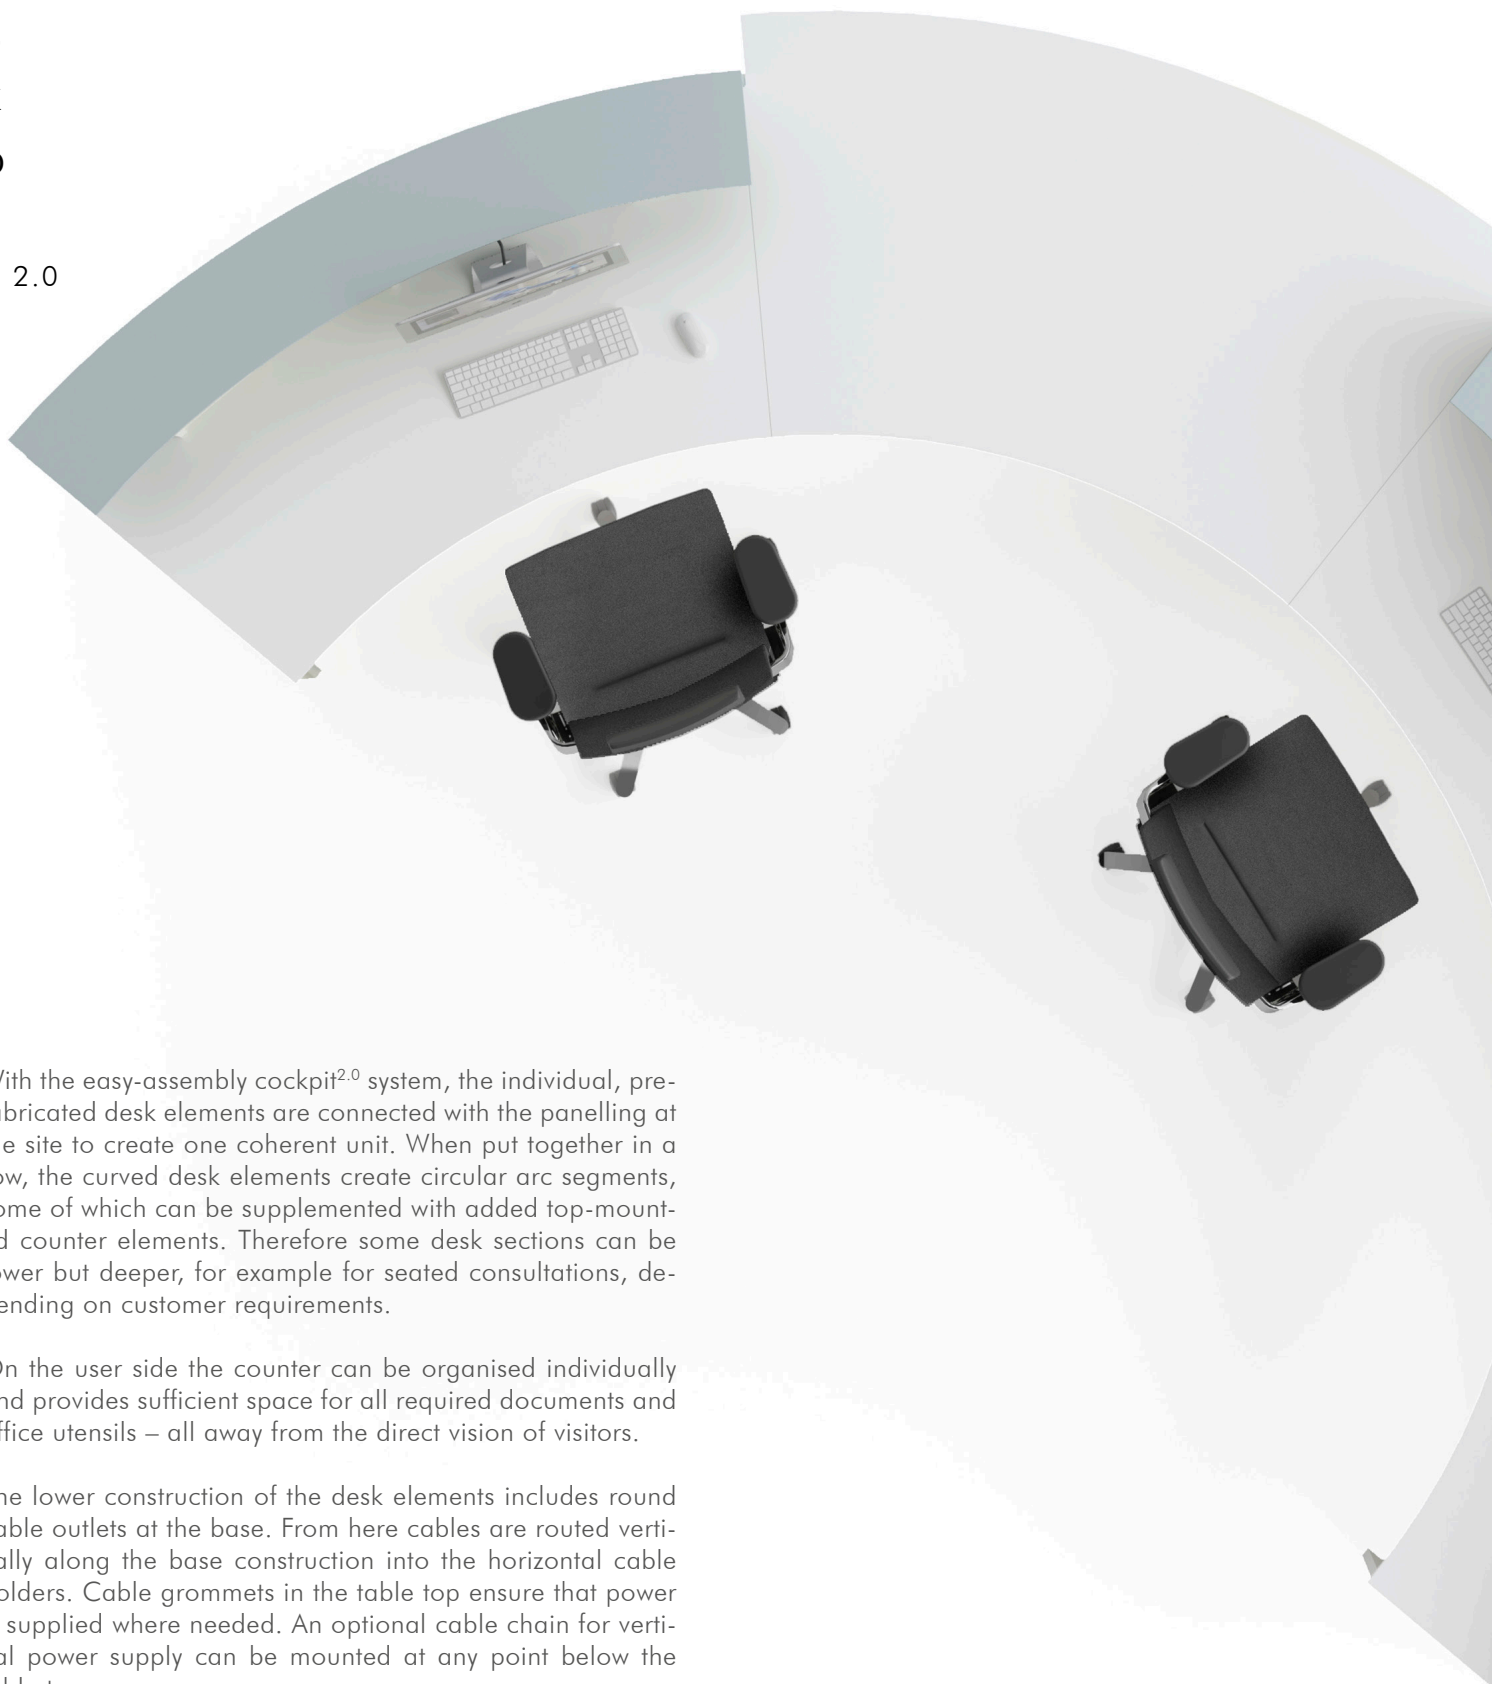 2.0
ith the easy-assembly cockpit2.0 system, the individual, pre-
bricated desk elements are connected with the panelling at
e site to create one coherent unit. When put together in a
ow, the curved desk elements create circular arc segments,
ome of which can be supplemented with added top-mount-
d counter elements. Therefore some desk sections can be
ower but deeper, for example for seated consultations, de-
ending on customer requirements.
On the user side the counter can be organised individually
nd provides sufficient space for all required documents and
ffice utensils – all away from the direct vision of visitors.
he lower construction of the desk elements includes round
able outlets at the base. From here cables are routed verti-
ally along the base construction into the horizontal cable
olders. Cable grommets in the table top ensure that power
supplied where needed. An optional cable chain for verti-
al power supply can be mounted at any point below the